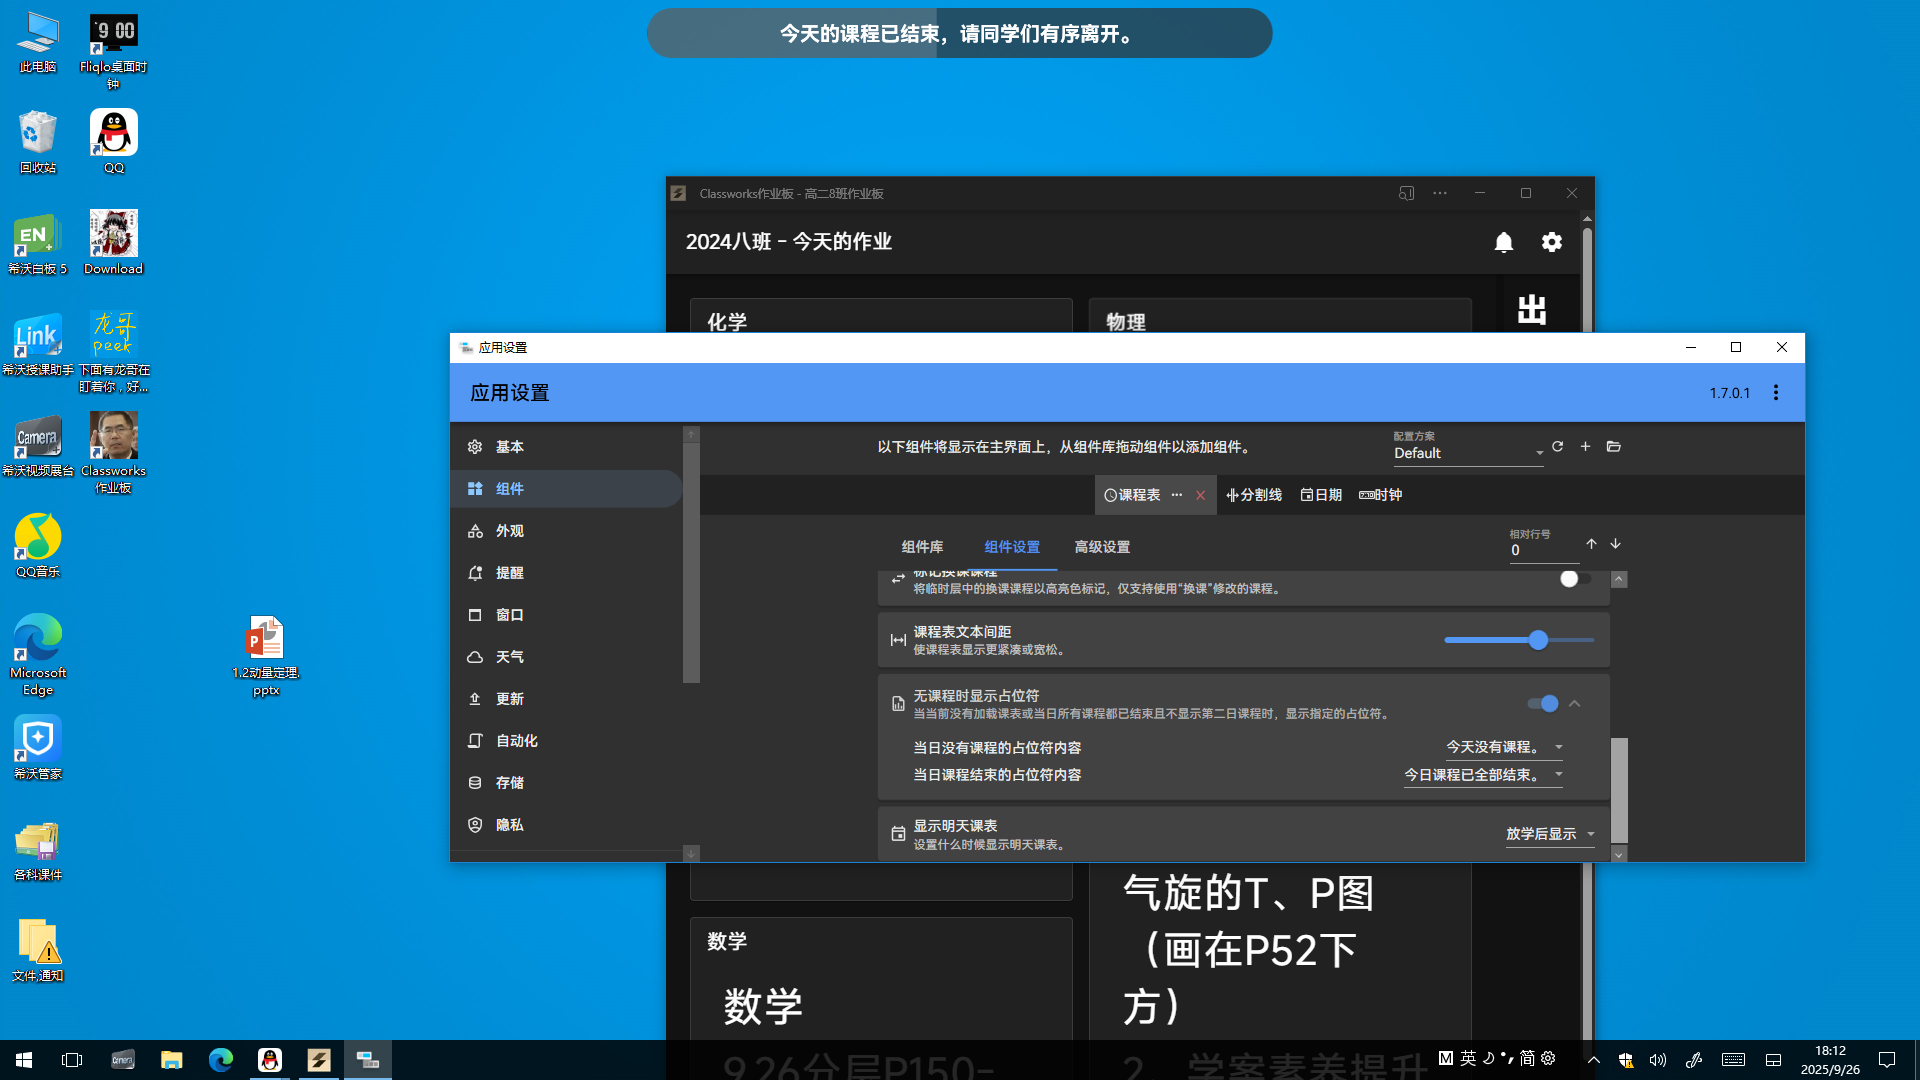 今天的课程已结束，请同学们有序离开。
此电脑
9 00
Fliqlo桌面时
钟
回收站
QQ
EN
希沃白板 5
Download
Link
希沃授课助手
龙哥
peek
下面有龙哥在
盯着你，好...
Camera
希沃视频展台
Classworks
作业板
QQ音乐
Microsoft
Edge
P
1.2动量定理.
pptx
希沃管家
各科课件
文件,通知
Classworks作业板 - 高二8班作业板
2024八班 - 今天的作业
化学
物理
出
应用设置
应用设置
1.7.0.1
基本
组件
外观
提醒
窗口
天气
更新
自动化
存储
隐私
以下组件将显示在主界面上，从组件库拖动组件以添加组件。
配置方案
Default
课程表
分割线
日期
时钟
组件库
组件设置
高级设置
相对行号
0
标记换课课程
将临时层中的换课课程以高亮色标记，仅支持使用“换课”修改的课程。
课程表文本间距
使课程表显示更紧凑或宽松。
无课程时显示占位符
当当前没有加载课表或当日所有课程都已结束且不显示第二日课程时，显示指定的占位符。
当日没有课程的占位符内容
今天没有课程。
当日课程结束的占位符内容
今日课程已全部结束。
显示明天课表
设置什么时候显示明天课表。
放学后显示
气旋的T、P图
（画在P52下
方）
2、学案素养提升
数学
数学
9.26分层P150-
Camera
M 英 简
18:12
2025/9/26